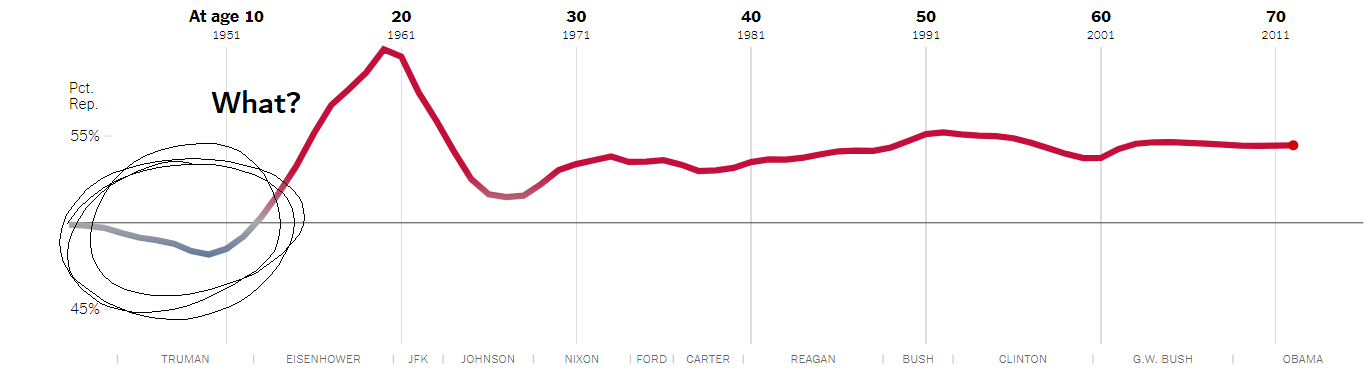 At age 10 20 30 40 50 60 70
1951 1961 1971 1981 1991 2001 2011
Pct.
Rep.
What?
55%
45%
TRUMAN EISENHOWER JFK JOHNSON NIXON FORD CARTER REAGAN BUSH CLINTON G.W. BUSH OBAMA